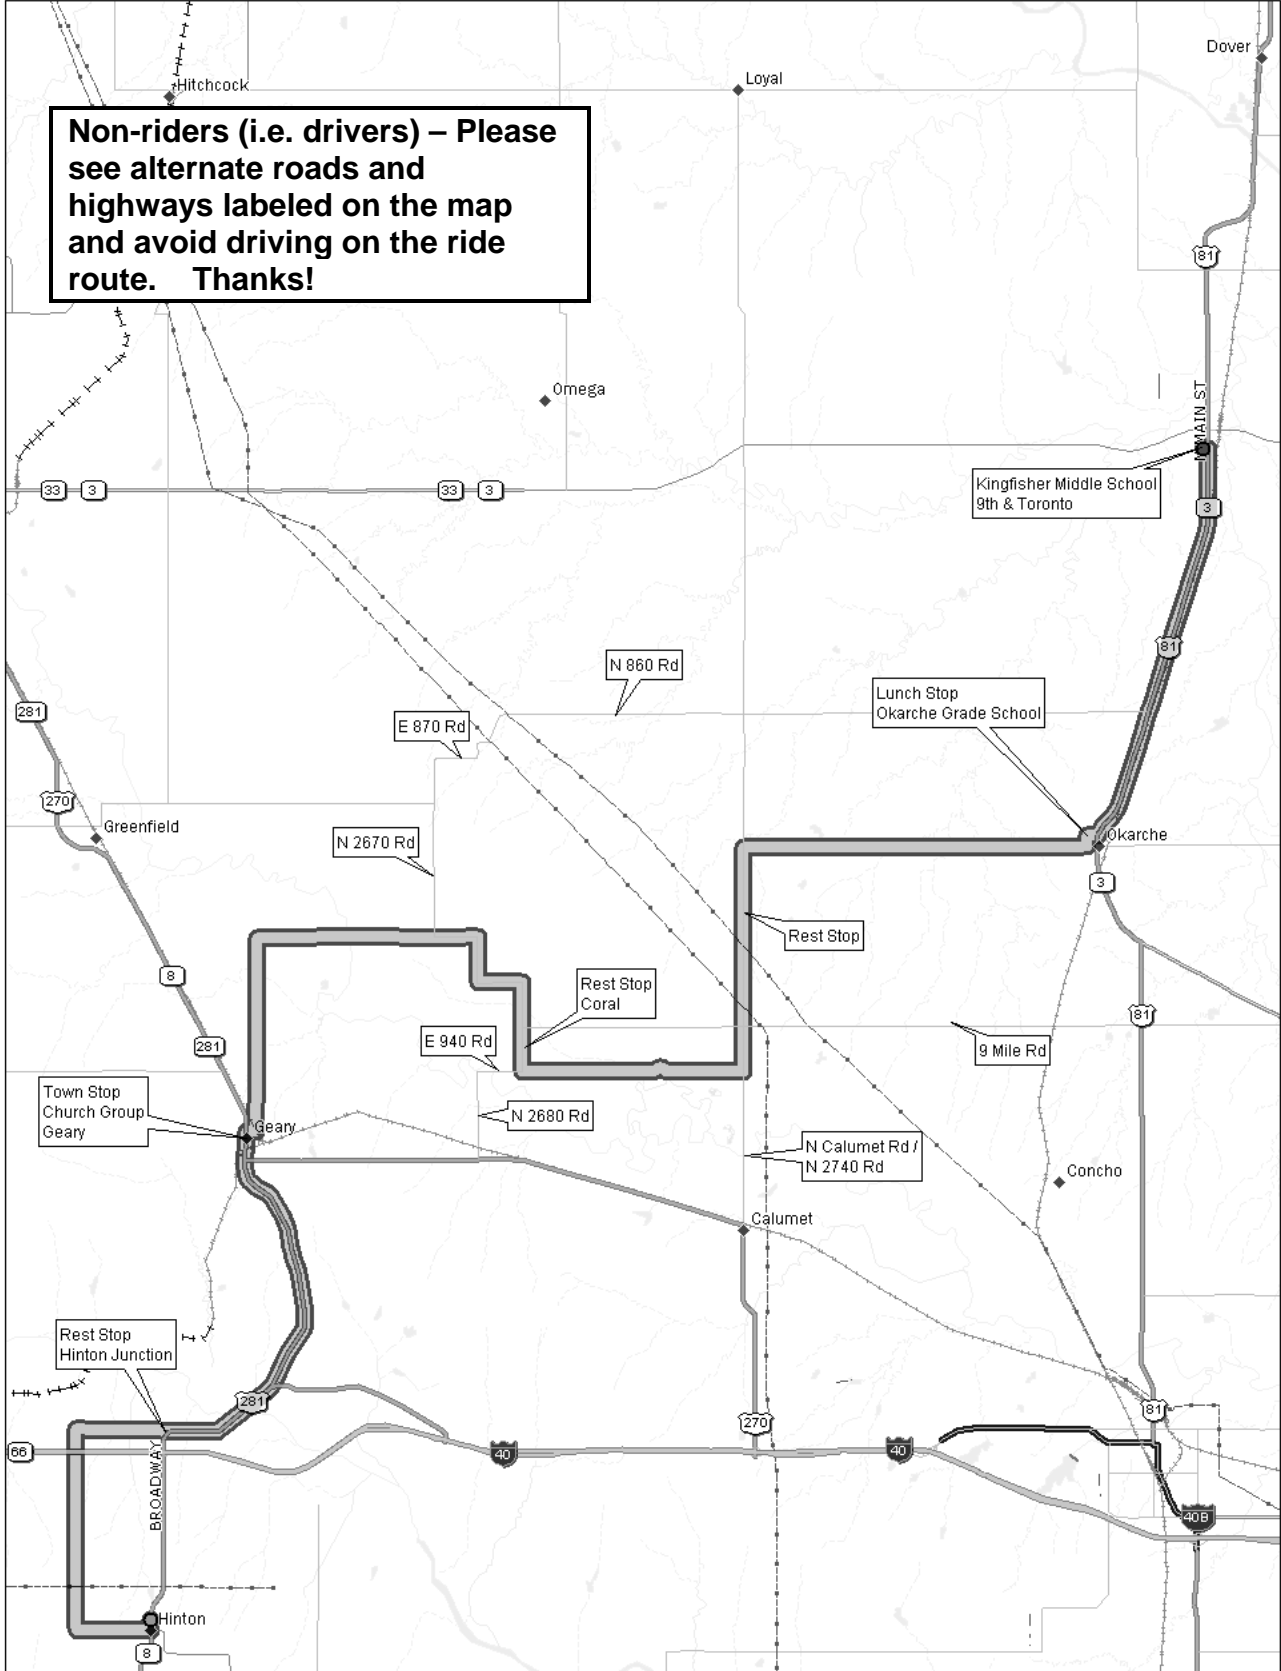 Dover
Loyal
Hitchcock
Non-riders (i.e. drivers) – Please
see alternate roads and
highways labeled on the map
and avoid driving on the ride
route.    Thanks!
81
Omega
N MAIN ST
Kingfisher Middle School
9th & Toronto
33
3
33
3
3
81
N 860 Rd
Lunch Stop
Okarche Grade School
281
E 870 Rd
270
Greenfield
N 2670 Rd
Okarche
3
Rest Stop
8
Rest Stop
Coral
81
281
E 940 Rd
9 Mile Rd
Town Stop
Church Group
Geary
Geary
N 2680 Rd
N Calumet Rd /
N 2740 Rd
Concho
Calumet
Rest Stop
Hinton Junction
281
270
81
66
40
40
BROADWAY
40B
Hinton
8